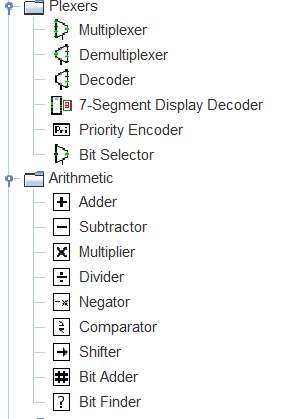 Plexers
Multiplexer
Demultiplexer
Decoder
7-Segment Display Decoder
Pri Priority Encoder
Bit Selector
Arithmetic
+ Adder
− Subtractor
× Multiplier
÷ Divider
-x Negator
Comparator
→ Shifter
# Bit Adder
? Bit Finder